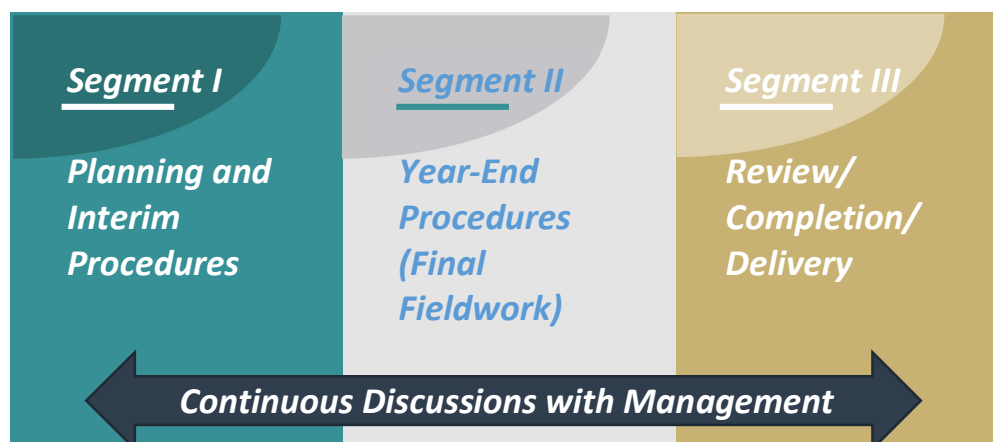 Segment I
Planning and
Interim
Procedures
Segment II
Year-End
Procedures
(Final
Fieldwork)
Segment III
Review/
Completion/
Delivery
Continuous Discussions with Management